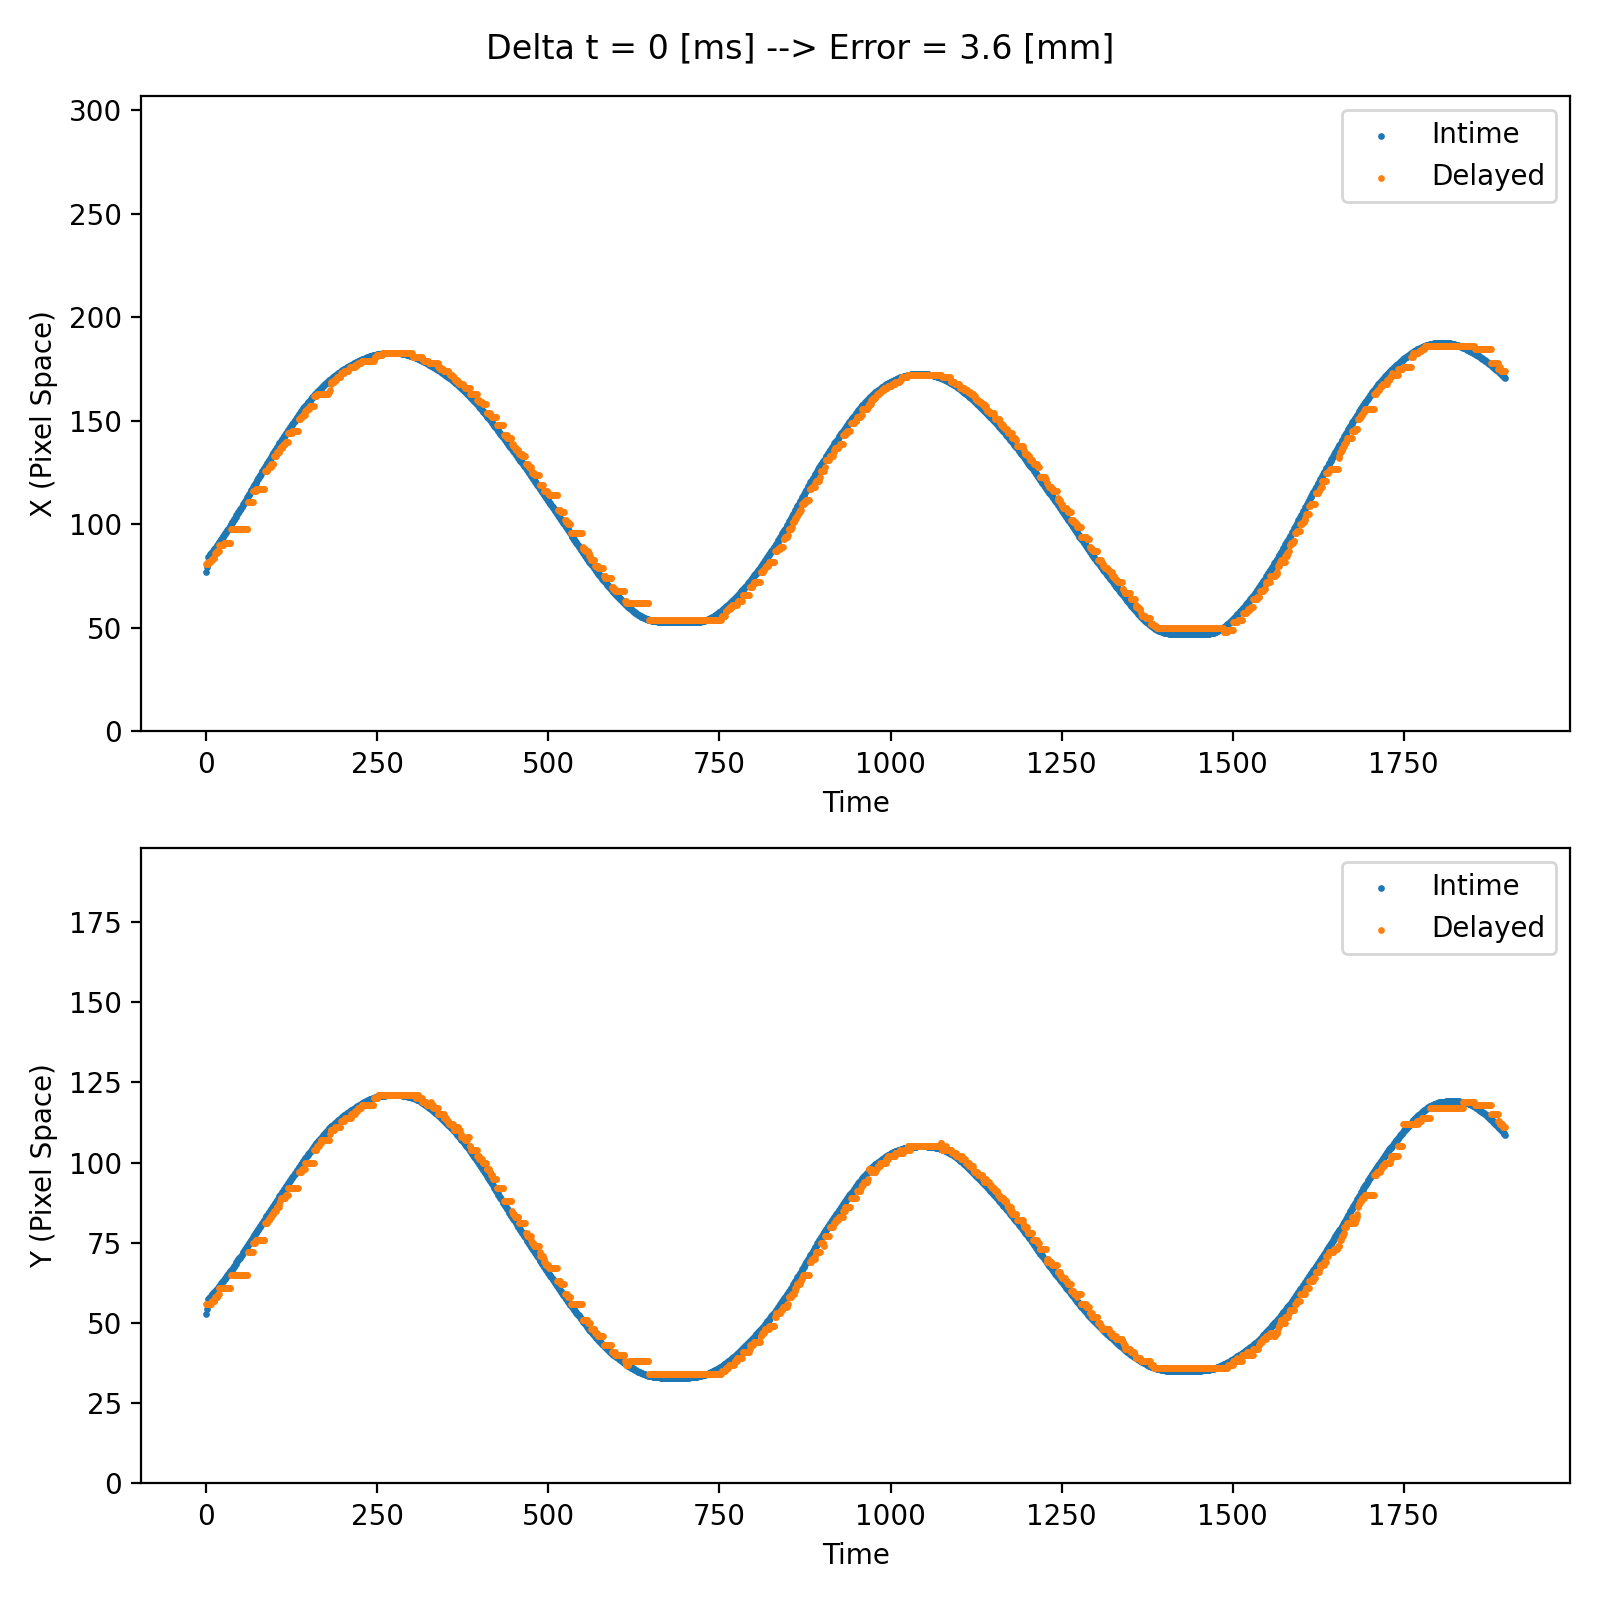 Delta t = 0 [ms] --> Error = 3.6 [mm]
300
250
200
150
100
50
0
X (Pixel Space)
Intime
Delayed
0 250 500 750 1000 1250 1500 1750
Time
175
150
125
100
75
50
25
0
Y (Pixel Space)
Intime
Delayed
0 250 500 750 1000 1250 1500 1750
Time